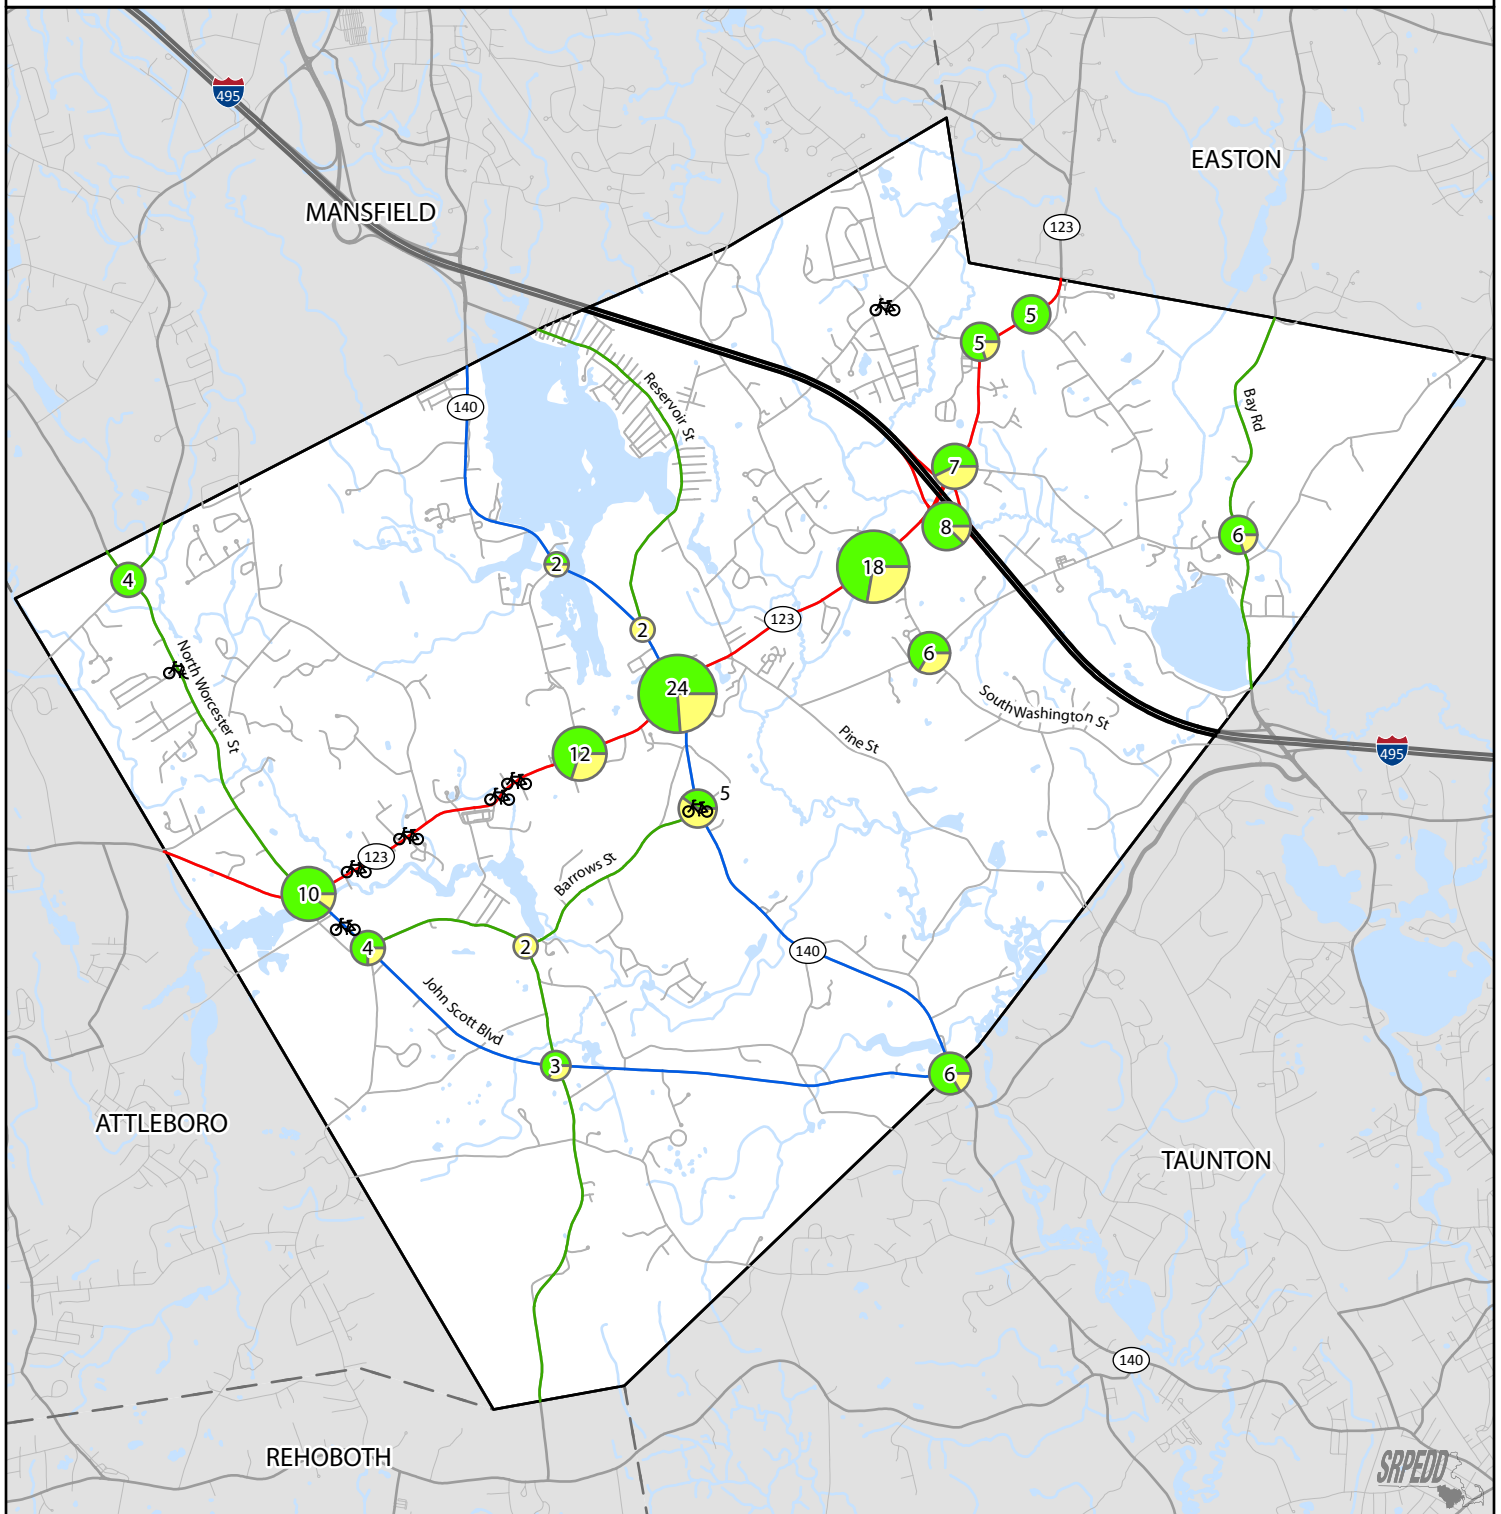 495
EASTON
MANSFIELD
123
5
5
Reservoir St
140
Bay Rd
7
8
6
2
18
4
123
2
6
North Worcester St
24
South Washington St
Pine St
12
495
5
123
Barrows St
10
4
2
140
John Scott Blvd
3
6
ATTLEBORO
TAUNTON
140
REHOBOTH
SRPEDD